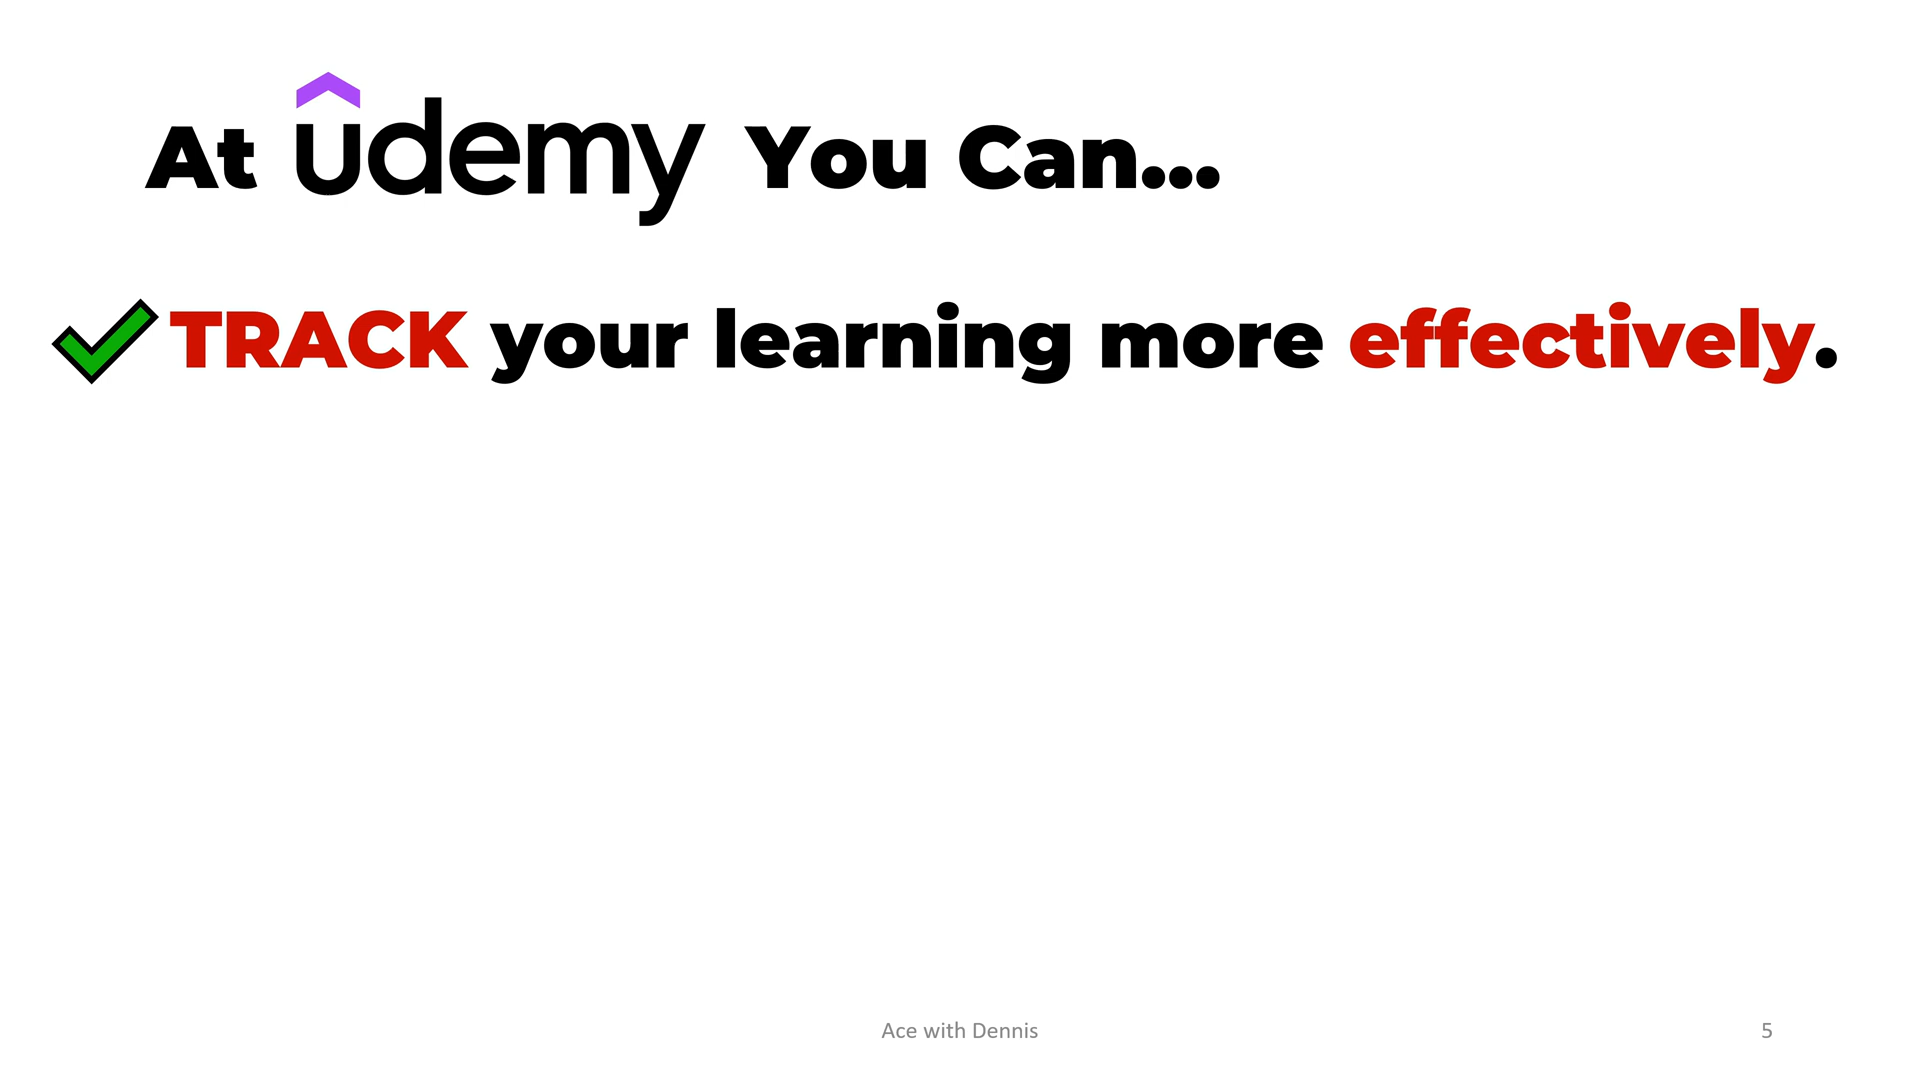 At udemy You Can...
TRACK your learning more effectively.
Ace with Dennis
5